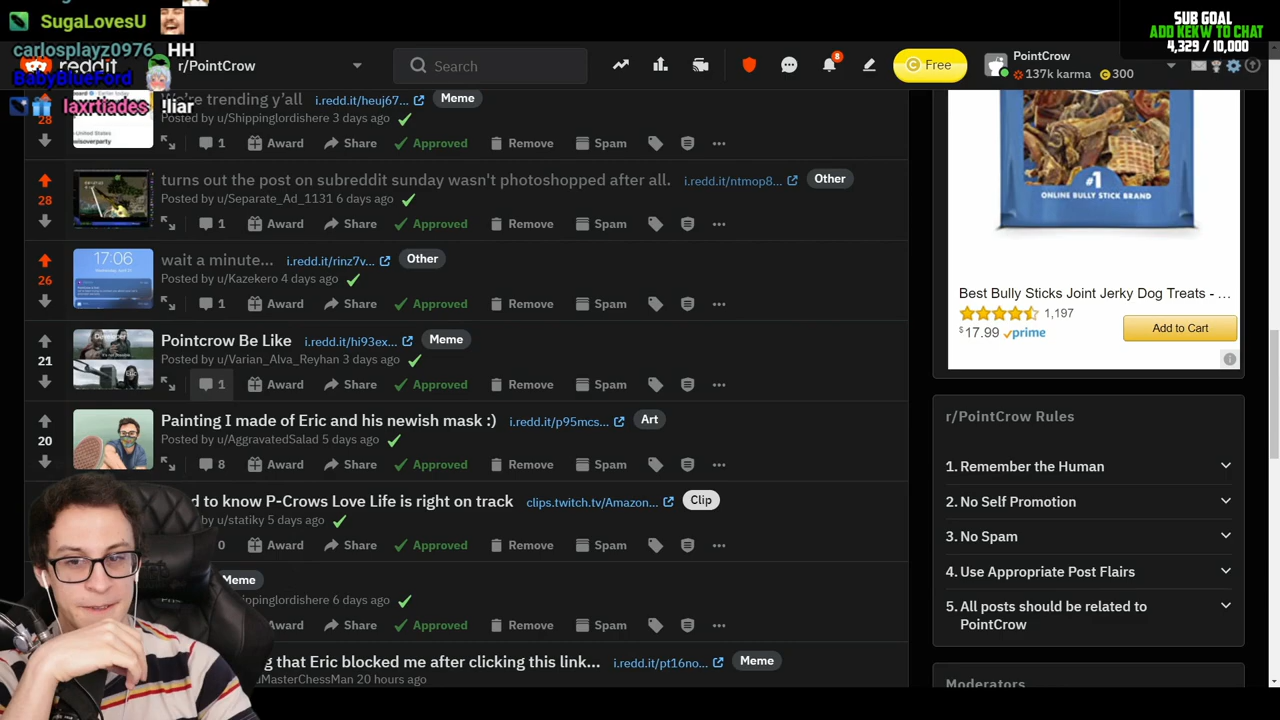 SugaLovesU
carlosplayz0976 HH
BabyBlueFord
laxrtiades !liar
reddit
r/PointCrow
Search
8
Free
PointCrow
137k karma 300
SUB GOAL
ADD KEKW TO CHAT
4,329 / 10,000
We're trending y'all i.redd.it/heuj67... Meme
28
Posted by u/Shippinglordishere 3 days ago
1 Award Share Approved Remove Spam
turns out the post on subreddit sunday wasn't photoshopped after all. i.redd.it/ntmop8... Other
28
Posted by u/Separate_Ad_1131 6 days ago
1 Award Share Approved Remove Spam
17:06
wait a minute... i.redd.it/rinz7v... Other
26
Posted by u/Kazekero 4 days ago
1 Award Share Approved Remove Spam
Pointcrow Be Like i.redd.it/hi93ex... Meme
21
Posted by u/Varian_Alva_Reyhan 3 days ago
1 Award Share Approved Remove Spam
Painting I made of Eric and his newish mask :) i.redd.it/p95mcs... Art
20
Posted by u/AggravatedSalad 5 days ago
8 Award Share Approved Remove Spam
d to know P-Crows Love Life is right on track clips.twitch.tv/Amazon... Clip
by u/statiky 5 days ago
0 Award Share Approved Remove Spam
Meme
ppinglordishere 6 days ago
Award Share Approved Remove Spam
g that Eric blocked me after clicking this link... i.redd.it/pt16no... Meme
MasterChessMan 20 hours ago
#1
ONLINE BULLY STICK BRAND
Best Bully Sticks Joint Jerky Dog Treats - ...
1,197
$17.99 prime
Add to Cart
r/PointCrow Rules
1. Remember the Human
2. No Self Promotion
3. No Spam
4. Use Appropriate Post Flairs
5. All posts should be related to
PointCrow
Moderators